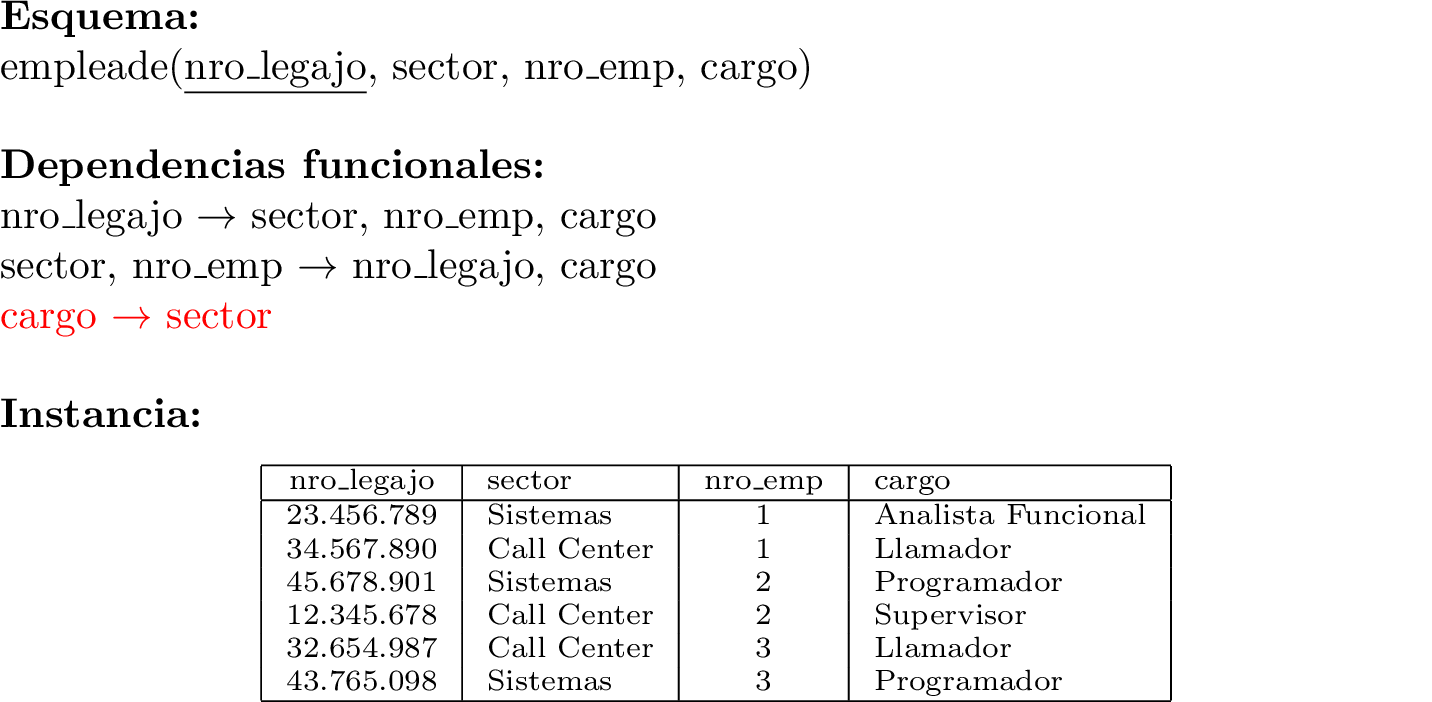 Esquema:
empleade(nro_legajo, sector, nro_emp, cargo)
Dependencias funcionales:
nro_legajo → sector, nro_emp, cargo
sector, nro_emp → nro_legajo, cargo
cargo → sector
Instancia:
nro_legajo sector nro_emp cargo
23.456.789 Sistemas 1 Analista Funcional
34.567.890 Call Center 1 Llamador
45.678.901 Sistemas 2 Programador
12.345.678 Call Center 2 Supervisor
32.654.987 Call Center 3 Llamador
43.765.098 Sistemas 3 Programador